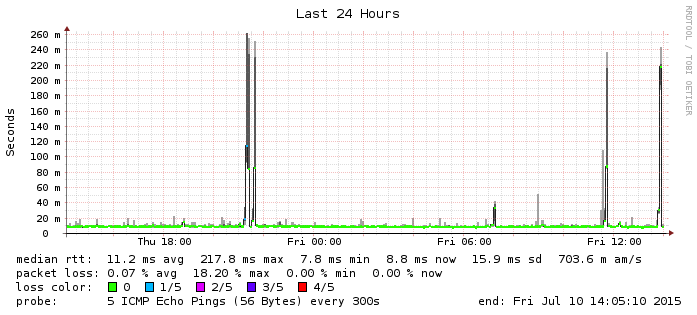 Last 24 Hours
RRDTOOL / TOBI OETIKER
Seconds
260 m
240 m
220 m
200 m
180 m
160 m
140 m
120 m
100 m
80 m
60 m
40 m
20 m
0
Thu 18:00 Fri 00:00 Fri 06:00 Fri 12:00
median rtt: 11.2 ms avg 217.8 ms max 7.8 ms min 8.8 ms now 15.9 ms sd 703.6 m am/s
packet loss: 0.07 % avg 18.20 % max 0.00 % min 0.00 % now
loss color: 0 1/5 2/5 3/5 4/5
probe: 5 ICMP Echo Pings (56 Bytes) every 300s end: Fri Jul 10 14:05:10 2015